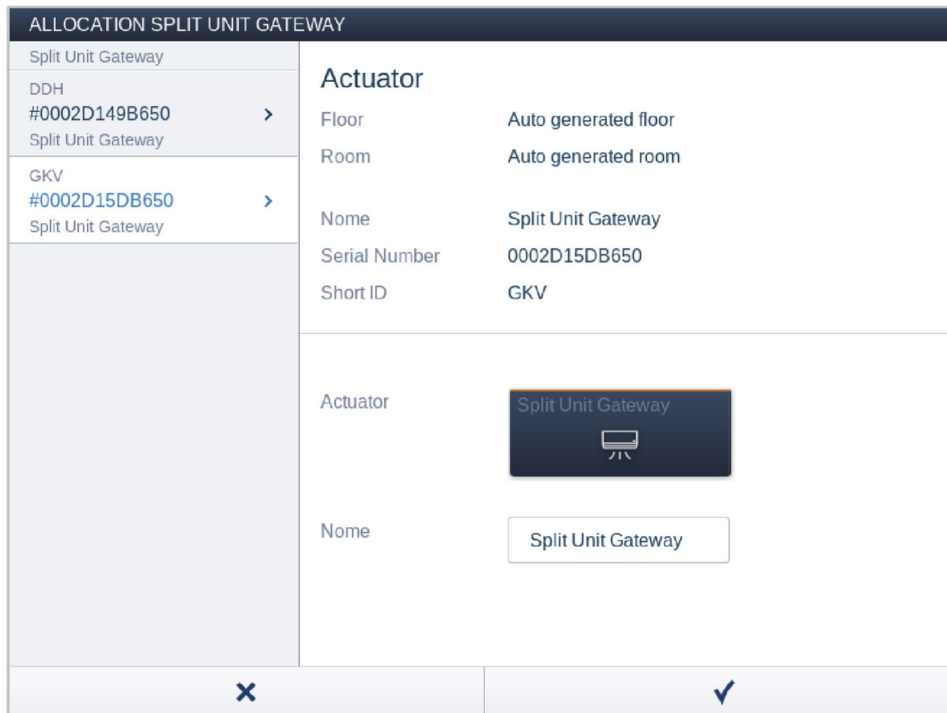 ALLOCATION SPLIT UNIT GATEWAY
Split Unit Gateway
DDH
#0002D149B650
Split Unit Gateway
GKV
#0002D15DB650
Split Unit Gateway
Actuator
Floor Auto generated floor
Room Auto generated room
Nome Split Unit Gateway
Serial Number 0002D15DB650
Short ID GKV
Actuator Split Unit Gateway
Nome Split Unit Gateway